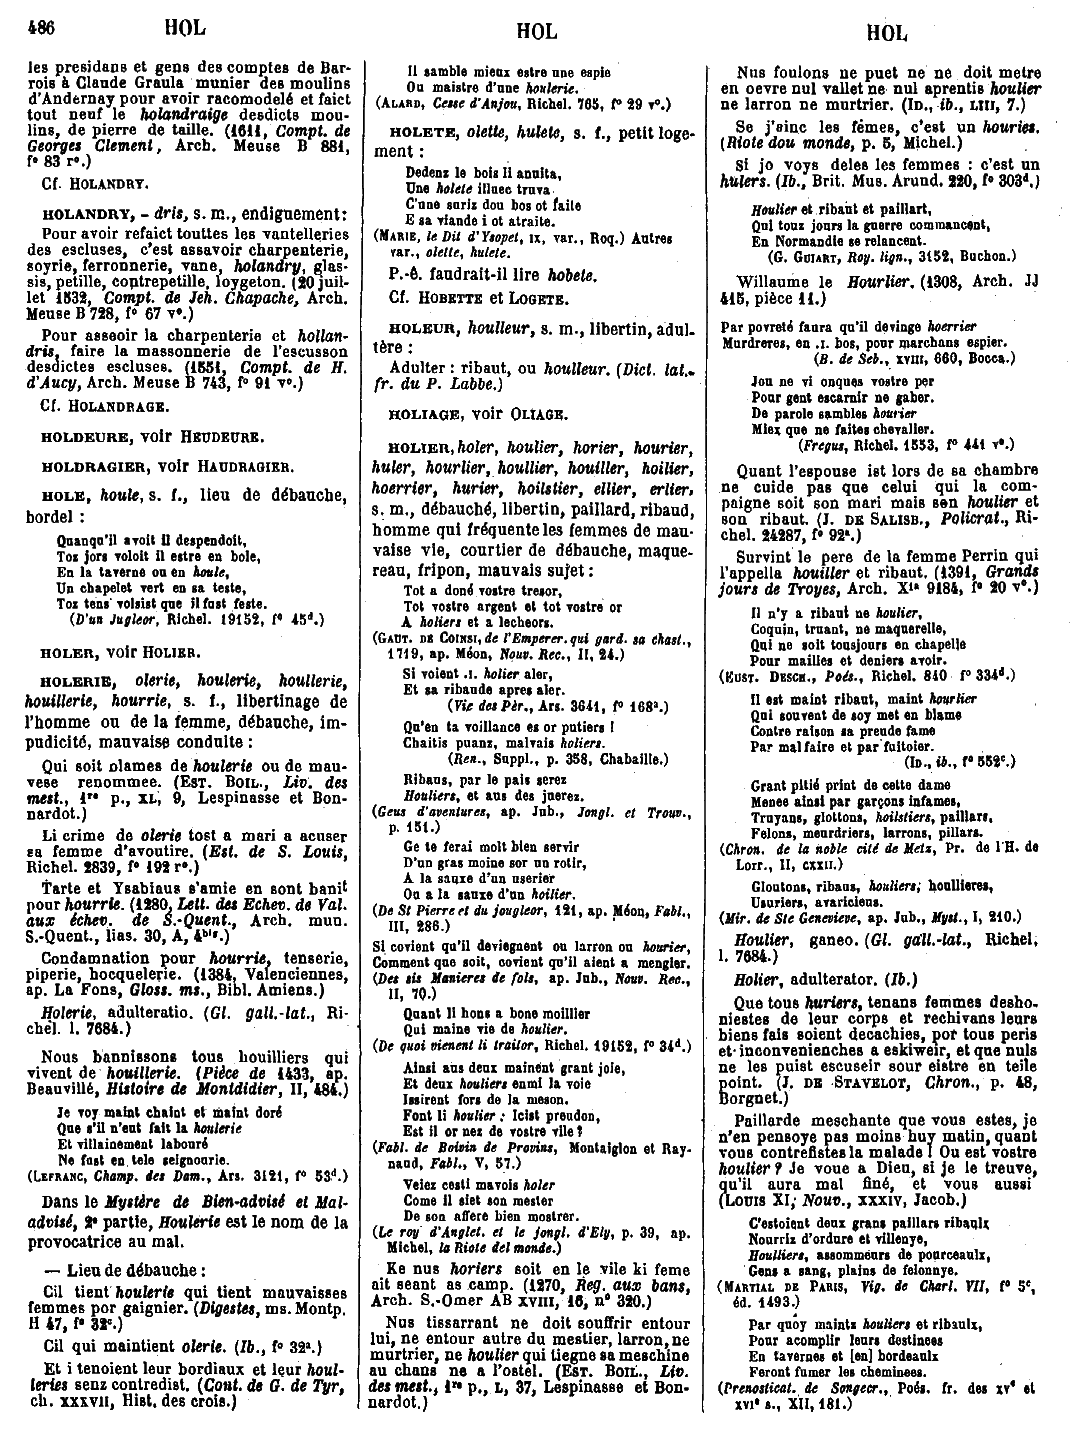 486 HOL
les presidans et gens des comptes de Bar-
rois à Claude Graula munier des moulins
d'Andernay pour avoir racomodelé et faict
tout neuf le holandraige desdicts mou-
lins, de pierre de taille. (1611, Compt. de
Georges Clement, Arch. Meuse B 881,
f° 83 r°.)
Cf. HOLANDRY.
HOLANDRY, - dris, s. m., endiguement:
Pour avoir refaict touttes les vantelleries
des escluses, c'est assavoir charpenterie,
soyrie, ferronnerie, vane, holandry, glas-
sis, petille, contrepetille, loygeton. (20 juil-
let 1532, Compt. de Jeh. Chapache, Arch.
Meuse B 728, f° 67 v°.)
Pour asseoir la charpenterie et hollan-
dris, faire la massonnerie de l'escusson
desdictes escluses. (1551, Compt. de H.
d'Aucy, Arch. Meuse B 743, f° 91 v°.)
Cf. HOLANDRAGE.
HOLDEURE, voir HEUDEURE.
HOLDRAGIER, voir HAUDRAGIER.
HOLE, houle, s. f., lieu de débauche,
bordel :
Quanqu'il avoit il despendoit,
Toz jors voloit il estre en bole,
En la taverne ou en houle,
Un chapelet vert en sa teste,
Toz tens volsist que il fust feste.
(D'un Jugleor, Richel. 19152, f° 45d.)
HOLER, voir HOLIER.
HOLERIE, olerie, houlerie, houllerie,
houillerie, hourrie, s. f., libertinage de
l'homme ou de la femme, débauche, im-
pudicité, mauvaise conduite :
Qui soit blames de houlerie ou de mau-
vese renommee. (EST. BOIL., Liv. des
mest., 1re p., XL, 9, Lespinasse et Bon-
nardot.)
Li crime de olerie tost a mari a acuser
sa femme d'avoutire. (Est. de S. Louis,
Richel. 2839, f° 192 r°.)
Tarte et Ysabiaus s'amie en sont banit
pour hourrie. (1280, Lett. des Echev. de Val.
aux échev. de S.-Quent., Arch. mun.
S.-Quent., lias. 30, A, 4bis.)
Condamnation pour hourrie, tenserie,
piperie, hocquelerie. (1384, Valenciennes,
ap. La Fons, Gloss. ms., Bibl. Amiens.)
Holerie, adulteratio. (Gl. gall.-lat., Ri-
chel. l. 7684.)
Nous bannissons tous houilliers qui
vivent de houillerie. (Pièce de 1433, ap.
Beauvillé, Histoire de Montdidier, II, 484.)
Je voy maint chaint et maint doré
Que s'il n'eut fait la houlerie
Et villainement labouré
Ne fust en tele seignourie.
(LEFRANC, Champ. des Dam., Ars. 3121, f° 53d.)
Dans le Mystère de Bien-advisé et Mal-
advisé, 2e partie, Houlerie est le nom de la
provocatrice au mal.
— Lieu de débauche :
Cil tient houlerie qui tient mauvaisses
femmes por gaignier. (Digestes, ms. Montp.
H 47, f° 32c.)
Cil qui maintient olerie. (Ib., f° 32a.)
Et i tenoient leur bordiaus et leur houl-
leries senz contredist. (Cont. de G. de Tyr,
ch. XXXVII, Hist. des crois.)
HOL
Il samble mieux estre une espie
Ou maistre d'une houlerie.
(ALARD, Cesse d'Anjou, Richel. 765, f° 29 v°.)
HOLETE, olette, hulete, s. f., petit loge-
ment :
Dedenz le bois li anuita,
Une holete illuec truva
C'une suriz dou bos ot faite
E sa viande i ot atraite.
(MARIE, le Dit d'Ysopet, IX, var., Roq.) Autres
var., olette, hulete.
P.-ê. faudrait-il lire hobete.
Cf. HOBETTE et LOGETE.
HOLEUR, houlleur, s. m., libertin, adul-
tère :
Adulter : ribaut, ou houlleur. (Dict. lat.-
fr. du P. Labbe.)
HOLIAGE, voir OLIAGE.
HOLIER, holer, houlier, horier, hourier,
huler, hourlier, houllier, houiller, hoilier,
hoerrier, hurier, hoilstier, ellier, erlier,
s. m., débauché, libertin, paillard, ribaud,
homme qui fréquente les femmes de mau-
vaise vie, courtier de débauche, maque-
reau, fripon, mauvais sujet :
Tot a doné vostre tresor,
Tot vostre argent et tot vostre or
A holiers et a lecheors.
(GAUT. DE COINSI, de l'Emperer. qui gard. sa chast.,
1719, ap. Méon, Nouv. Rec., II, 24.)
Si voient .I. holier aler,
Et sa ribaude apres aler.
(Vie des Pèr., Ars. 3641, f° 168a.)
Qu'en ta voillance es or putiers !
Chaitis puanz, malvais holiers.
(Ren., Suppl., p. 358, Chabaille.)
Ribaus, par le païs serez
Houliers, et aus des juerez.
(Geus d'aventures, ap. Jub., Jongl. et Trouv.,
p. 151.)
Ge te ferai molt bien servir
D'un gras moine sor un rotir,
A la sauxe d'un userier
Ou a la sauxe d'un hoilier.
(De St Pierre et du jougleor, 121, ap. Méon, Fabl.,
III, 286.)
Si covient qu'il deviegnent ou larron ou hourier,
Comment que soit, covient qu'il aient a mengier.
(Des sis Manieres de fols, ap. Jub., Nouv. Rec.,
II, 70.)
Quant li hons a bone moillier
Qui maine vie de houlier.
(De quoi vienent li traitor, Richel. 19152, f° 34d.)
Ainsi aus deux mainent grant joie,
Et deux houliers enmi la voie
Issirent fors de la meson.
Font li houlier : Icist preudon,
Est il or nez de vostre vile ?
(Fabl. de Boivin de Provins, Montaiglon et Ray-
naud, Fabl., V, 57.)
Veiez cesti mavois holer
Come il siet son mester
De son affere bien mostrer.
(Le roy d'Anglet. et le jongl. d'Ely, p. 39, ap.
Michel, la Riote del monde.)
Ke nus horiers soit en le vile ki feme
ait seant as camp. (1270, Reg. aux bans,
Arch. S.-Omer AB XVIII, 16, n° 320.)
Nus tissarrant ne doit souffrir entour
lui, ne entour autre du mestier, larron, ne
murtrier, ne houlier qui tiegne sa meschine
au chans ne a l'ostel. (EST. BOIL., Liv.
des mest., 1re p., L, 37, Lespinasse et Bon-
nardot.)
HOL
Nus foulons ne puet ne ne doit metre
en oevre nul vallet ne nul aprentis houlier
ne larron ne murtrier. (ID., ib., LIII, 7.)
Se j'sinc les fêmes, c'est un houries.
(Riote dou monde, p. 5, Michel.)
Si jo voys deles les femmes : c'est un
hulers. (Ib., Brit. Mus. Arund. 220, f° 303d.)
Houlier et ribaut et paillart,
Qui touz jours la guerre commancent,
En Normandie se relancent.
(G. GUIART, Roy. lign., 3152, Buchon.)
Willaume le Hourlier. (1308, Arch. JJ
415, pièce 11.)
Par povreté faura qu'il devinge hoerrier
Murdreres, en .I. bos, pour marchans espier.
(B. de Seb., XVIII, 660, Bocca.)
Jou ne vi onques vostre per
Pour gent escarnir ne gaber.
De parole sambles hourier
Miex que ne faites chevalier.
(Fregus, Richel. 1553, f° 441 v°.)
Quant l'espouse ist lors de sa chambre
ne cuide pas que celui qui la com-
paigne soit son mari mais sen houlier et
son ribaut. (J. DE SALISB., Policrat., Ri-
chel. 24287, f° 92a.)
Survint le pere de la femme Perrin qui
l'appella houiller et ribaut. (1391, Grands
jours de Troyes, Arch. X1a 9184, f° 20 v°.)
Il n'y a ribaut ne houlier,
Coquin, truant, ne maquerelle,
Qui ne soit tousjours en chapelle
Pour mailles et deniers avoir.
(EUST. DESCH., Poés., Richel. 840 f° 334d.)
Il est maint ribaut, maint hourlier
Qui souvent de soy met en blame
Contre raison sa preude fame
Par mal faire et par fuitoier.
(ID., ib., f° 552c.)
Grant pitié print de cette dame
Menee ainsi par garçons infames,
Truyans, glottons, hoilstiers, paillars,
Felons, meurdriers, larrons, pillars.
(Chron. de la noble cité de Metz, Pr. de l'H. de
Lorr., II, CXXII.)
Gloutons, ribaus, houliers, houllieres,
Usuriers, avaricieus.
(Mir. de Ste Genevieve, ap. Jub., Myst., I, 210.)
Houlier, ganeo. (Gl. gall.-lat., Richel.
l. 7684.)
Holier, adulterator. (Ib.)
Que tous huriers, tenans femmes desho-
niestes de leur corps et rechivans leurs
biens fais soient decachies, por tous peris
et inconvenienches a eskiweir, et que nuls
ne les puist escuseir sour eistre en teile
point. (J. DE STAVELOT, Chron., p. 48,
Borgnet.)
Paillarde meschante que vous estes, je
n'en pensoye pas moins huy matin, quant
vous contrefistes la malade ! Ou est vostre
houlier ? Je voue a Dieu, si je le treuve,
qu'il aura mal finé, et vous aussi
(LOUIS XI, Nouv., XXXIV, Jacob.)
C'estoient deux grans paillars ribaulx
Nourriz d'ordure et villenye,
Houlliers, assommeurs de pourceaulx,
Gens a sang, plains de felonnye.
(MARTIAL DE PARIS, Vig. de Charl. VII, f° 5c,
éd. 1493.)
Par quoy maints houliers et ribaulx,
Pour acomplir leurs destinees
En tavernes et [en] bordeaulx
Feront fumer les cheminees.
(Prenosticat. de Songecr., Poés. fr. des XVe et
XVIe s., XII, 181.)